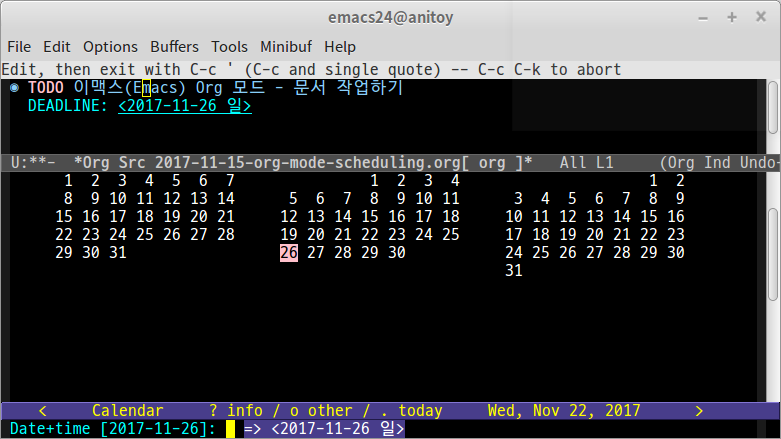 emacs24@anitoy
File Edit Options Buffers Tools Minibuf Help
Edit, then exit with C-c ' (C-c and single quote) -- C-c C-k to abort
◉ TODO 이맥스(Emacs) Org 모드 - 문서 작업하기
DEADLINE: <2017-11-26 일>
U:**- *Org Src 2017-11-15-org-mode-scheduling.org[ org ]* All L1 (Org Ind Undo-
1 2 3 4 5 6 7 1 2 3 4 1 2
8 9 10 11 12 13 14 5 6 7 8 9 10 11 3 4 5 6 7 8 9
15 16 17 18 19 20 21 12 13 14 15 16 17 18 10 11 12 13 14 15 16
22 23 24 25 26 27 28 19 20 21 22 23 24 25 17 18 19 20 21 22 23
29 30 31 26 27 28 29 30 24 25 26 27 28 29 30
31
< Calendar ? info / o other / . today Wed, Nov 22, 2017 >
Date+time [2017-11-26]: => <2017-11-26 일>